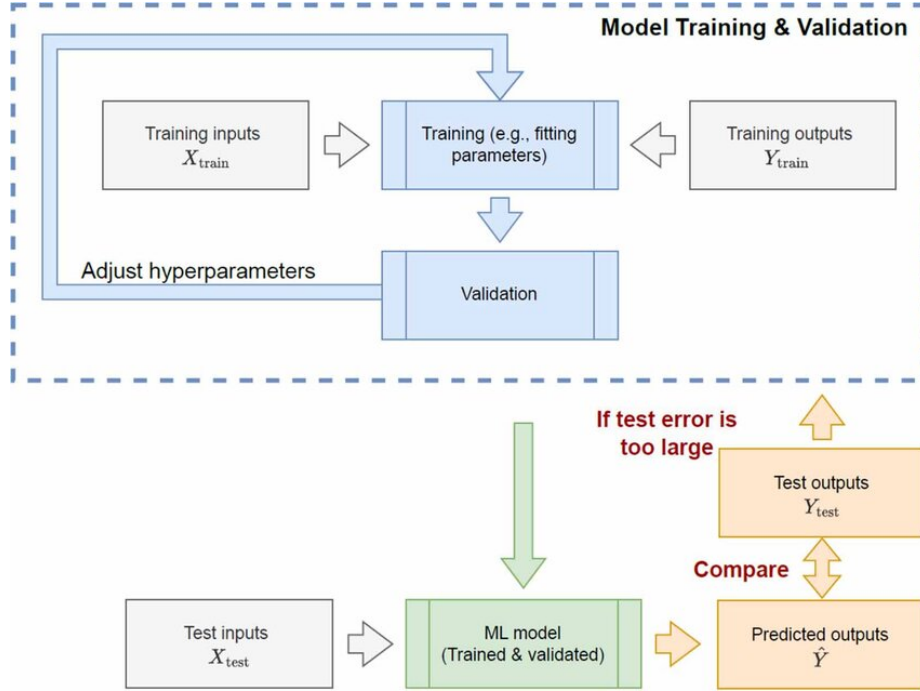 Model Training & Validation
Training inputs
X_train
Training (e.g., fitting
parameters)
Training outputs
Y_train
Adjust hyperparameters
Validation
If test error is
too large
Test outputs
Y_test
Compare
Test inputs
X_test
ML model
(Trained & validated)
Predicted outputs
Ŷ